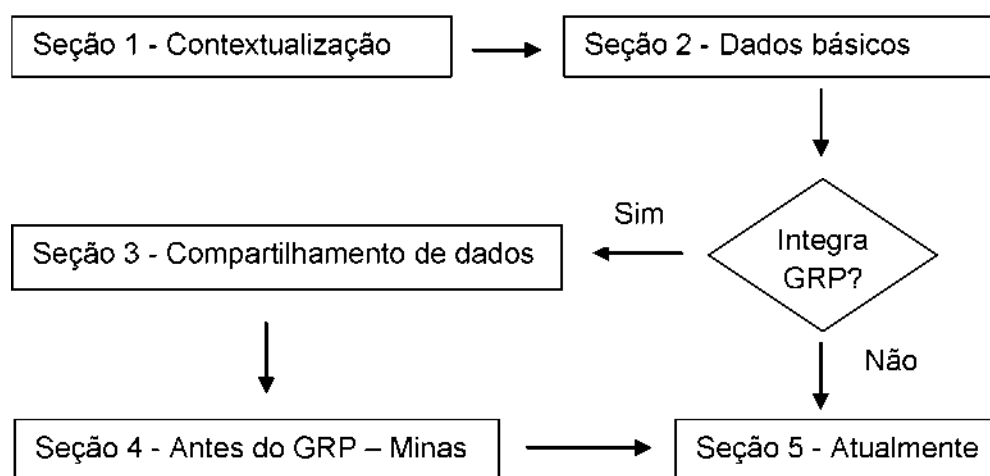 Seção 1 - Contextualização
Seção 2 - Dados básicos
Integra
GRP?
Sim
Seção 3 - Compartilhamento de dados
Não
Seção 4 - Antes do GRP – Minas
Seção 5 - Atualmente